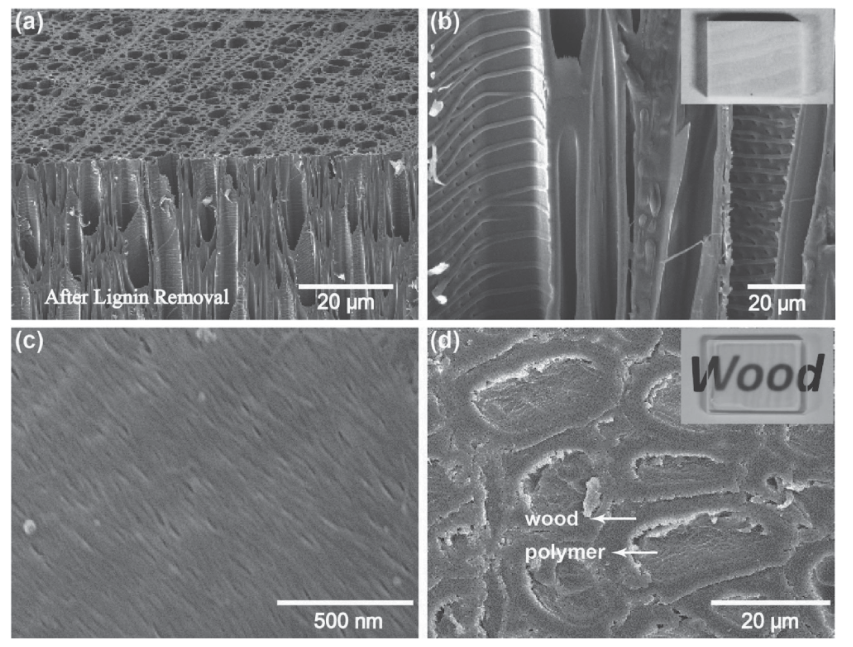 (a)
After Lignin Removal
20 µm
(b)
20 µm
(c)
500 nm
(d)
Wood
wood
polymer
20 µm